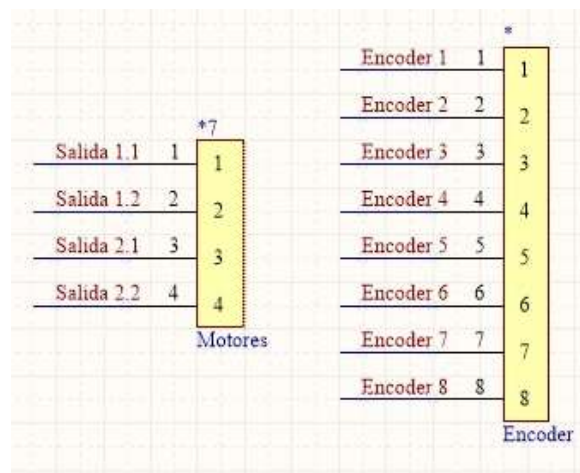 *7
Salida 1.1 1 1
Salida 1.2 2 2
Salida 2.1 3 3
Salida 2.2 4 4
Motores
*
Encoder 1 1 1
Encoder 2 2 2
Encoder 3 3 3
Encoder 4 4 4
Encoder 5 5 5
Encoder 6 6 6
Encoder 7 7 7
Encoder 8 8 8
Encoder